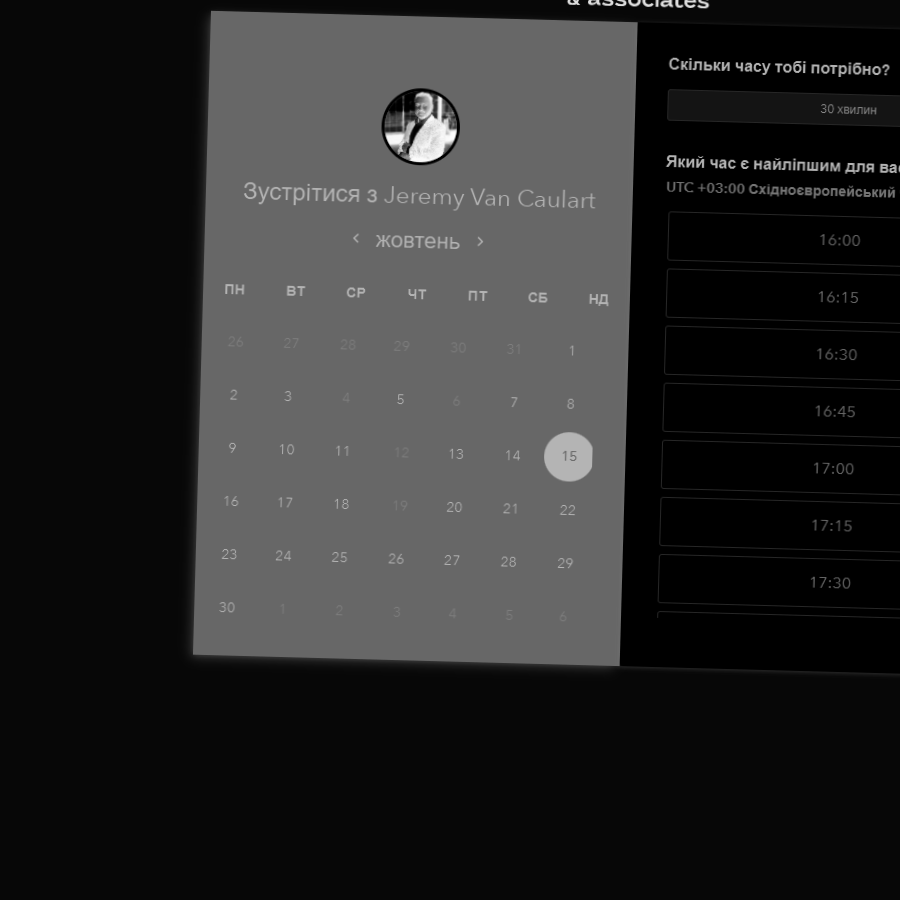 & associates
Зустрітися з Jeremy Van Caulart
‹ жовтень ›
ПН ВТ СР ЧТ ПТ СБ НД
26 27 28 29 30 31 1
2 3 4 5 6 7 8
9 10 11 12 13 14 15
16 17 18 19 20 21 22
23 24 25 26 27 28 29
30 1 2 3 4 5 6
Скільки часу тобі потрібно?
30 хвилин
Який час є найліпшим для
UTC +03:00 Східноєвропейський
16:00
16:15
16:30
16:45
17:00
17:15
17:30